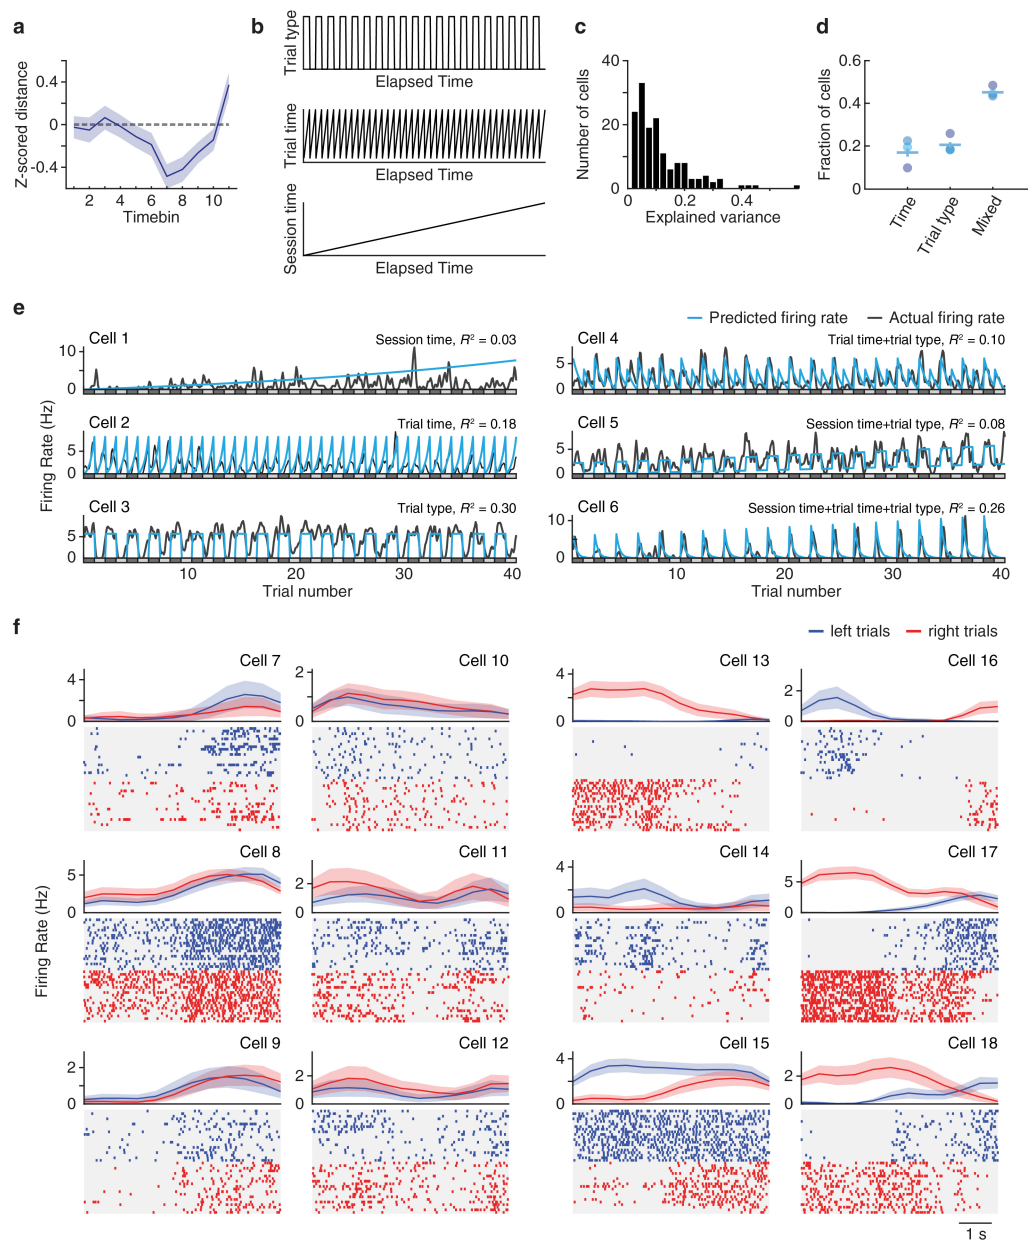 a
b
c
d
Z-scored distance
0.4
0
-0.4
2
4
6
8
10
Timebin
Trial type
Elapsed Time
Trial time
Elapsed Time
Session time
Elapsed Time
Number of cells
40
20
0
0
0.2
0.4
Explained variance
Fraction of cells
0.6
0.4
0.2
0
Time
Trial type
Mixed
e
Predicted firing rate
Actual firing rate
Firing Rate (Hz)
Cell 1
Session time, R² = 0.03
10
0
Cell 2
Trial time, R² = 0.18
5
0
Cell 3
Trial type, R² = 0.30
5
0
10
20
30
40
Trial number
Cell 4
Trial time+trial type, R² = 0.10
5
0
Cell 5
Session time+trial type, R² = 0.08
5
0
Cell 6
Session time+trial time+trial type, R² = 0.26
10
0
10
20
30
40
Trial number
f
left trials
right trials
Firing Rate (Hz)
Cell 7
4
0
Cell 10
2
0
Cell 13
4
0
Cell 16
2
0
Cell 8
5
0
Cell 11
2
0
Cell 14
4
2
0
Cell 17
5
0
Cell 9
2
0
Cell 12
2
0
Cell 15
4
0
Cell 18
2
0
1 s